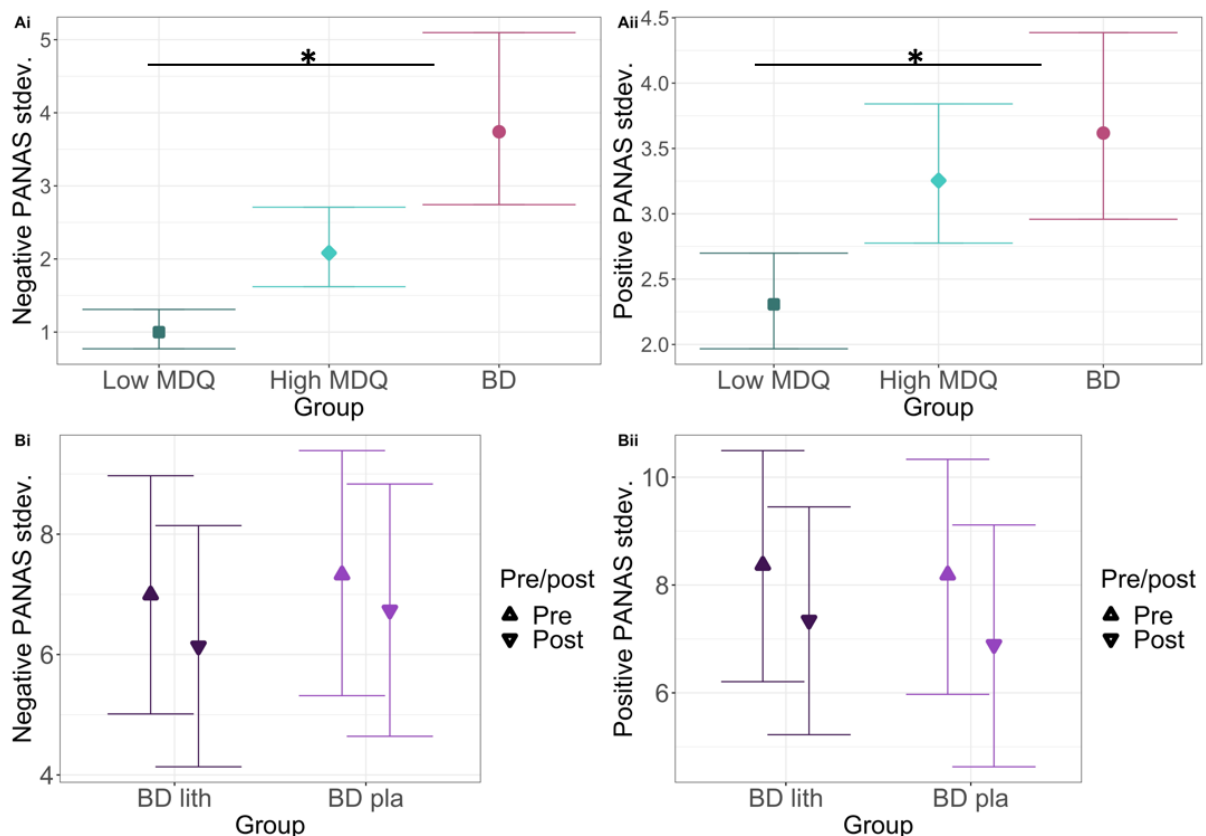 Ai
Negative PANAS stdev.
5
4
3
2
1
*
Low MDQ High MDQ BD
Group
Aii
Positive PANAS stdev.
4.5
4.0
3.5
3.0
2.5
2.0
*
Low MDQ High MDQ BD
Group
Bi
Negative PANAS stdev.
8
6
4
BD lith BD pla
Group
Pre/post
Pre
Post
Bii
Positive PANAS stdev.
10
8
6
BD lith BD pla
Group
Pre/post
Pre
Post